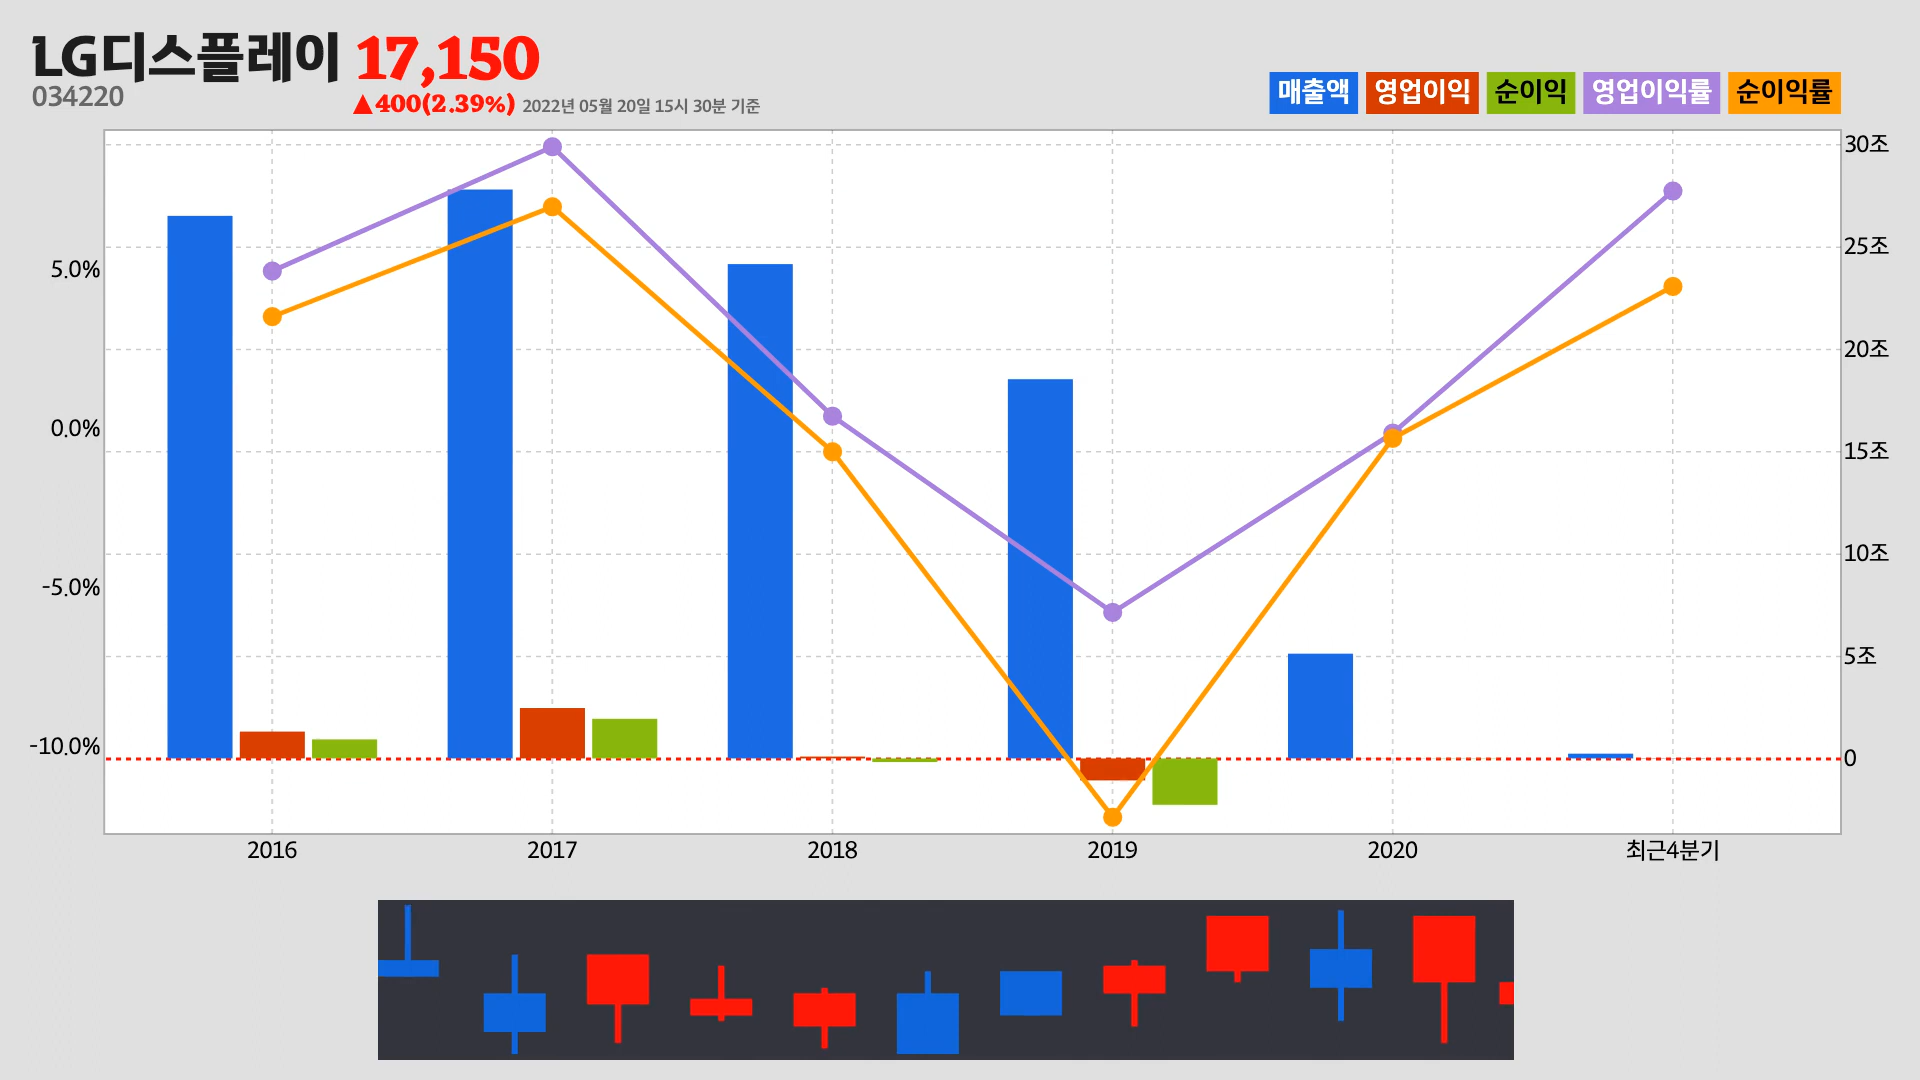 LG디스플레이 17,150
034220
▲400(2.39%) 2022년 05월 20일 15시 30분 기준
매출액 영업이익 순이익 영업이익률 순이익률
30조
25조
20조
15조
10조
5조
0
5.0%
0.0%
-5.0%
-10.0%
2016 2017 2018 2019 2020 최근4분기